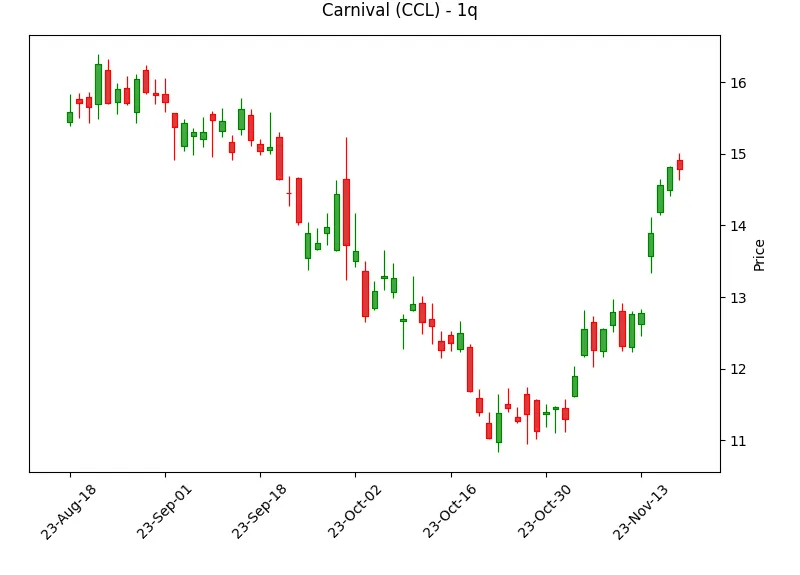 Carnival (CCL) - 1q
16
15
14
13
12
11
Price
23-Aug-18
23-Sep-01
23-Sep-18
23-Oct-02
23-Oct-16
23-Oct-30
23-Nov-13